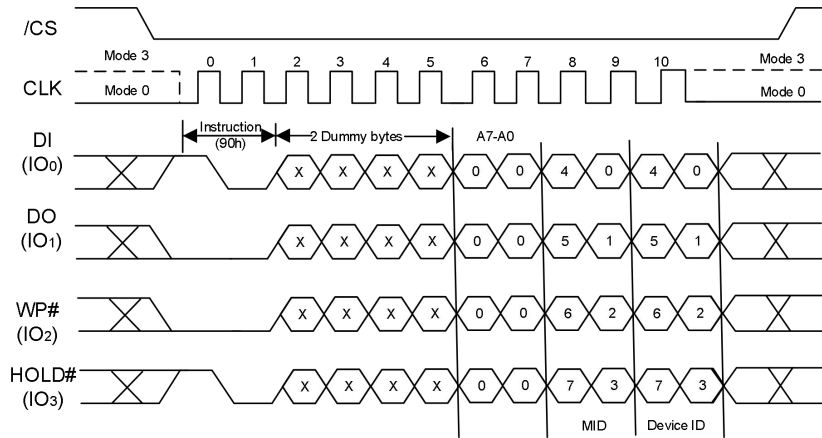 /CS
Mode 3
0 1 2 3 4 5 6 7 8 9 10
Mode 3
CLK
Mode 0
Mode 0
Instruction
(90h)
2 Dummy bytes
A7-A0
DI
(IO0)
X X X X 0 0 4 0 4 0
DO
(IO1)
X X X X 0 0 5 1 5 1
WP#
(IO2)
X X X X 0 0 6 2 6 2
HOLD#
(IO3)
X X X X 0 0 7 3 7 3
MID
Device ID